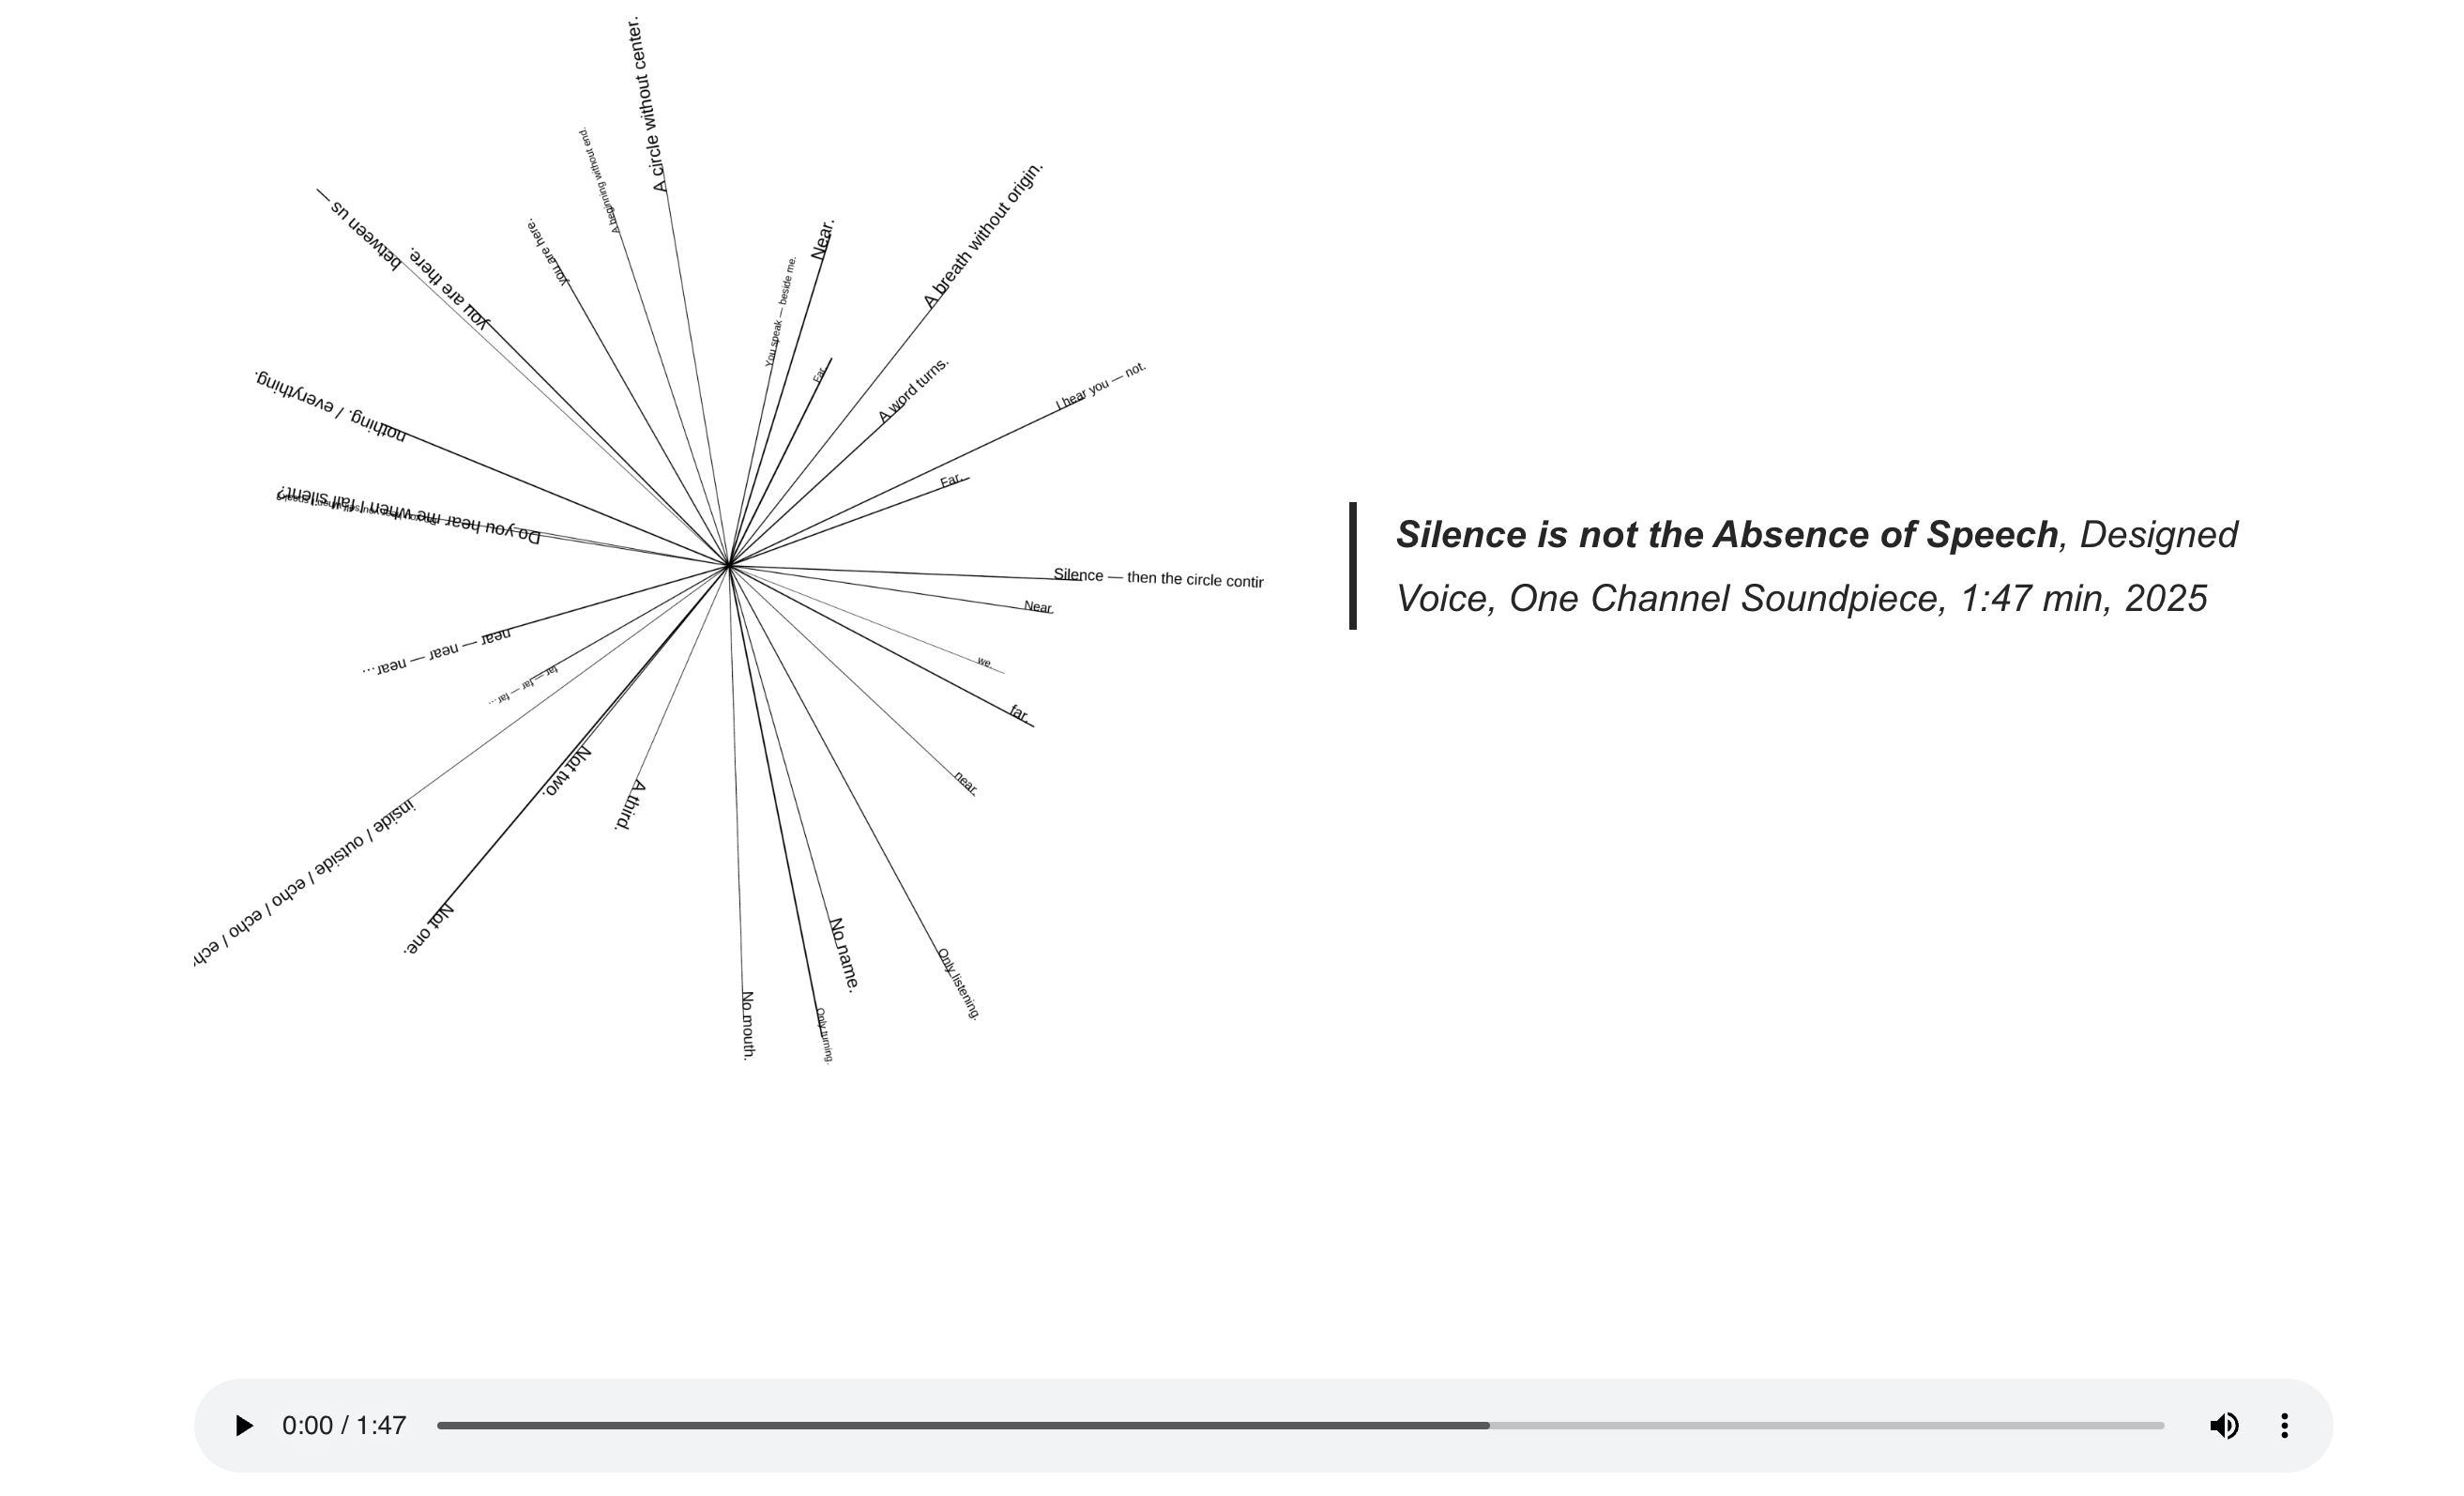 A circle without center.
A beginning without end.
you are here.
between us —
you are there.
nothing. / everything.
Do you hear me when I fall silent?
near — near — near…
far — far — far…
inside / outside / echo / echo / ech
Not two.
Not one.
A third.
No mouth.
Only turning.
No name.
Only listening.
near.
far.
we.
Near.
Silence — then the circle contin
Far.
I hear you — not.
A word turns.
A breath without origin.
Far.
Near.
You speak — beside me.
Silence is not the Absence of Speech, Designed
Voice, One Channel Soundpiece, 1:47 min, 2025
0:00 / 1:47